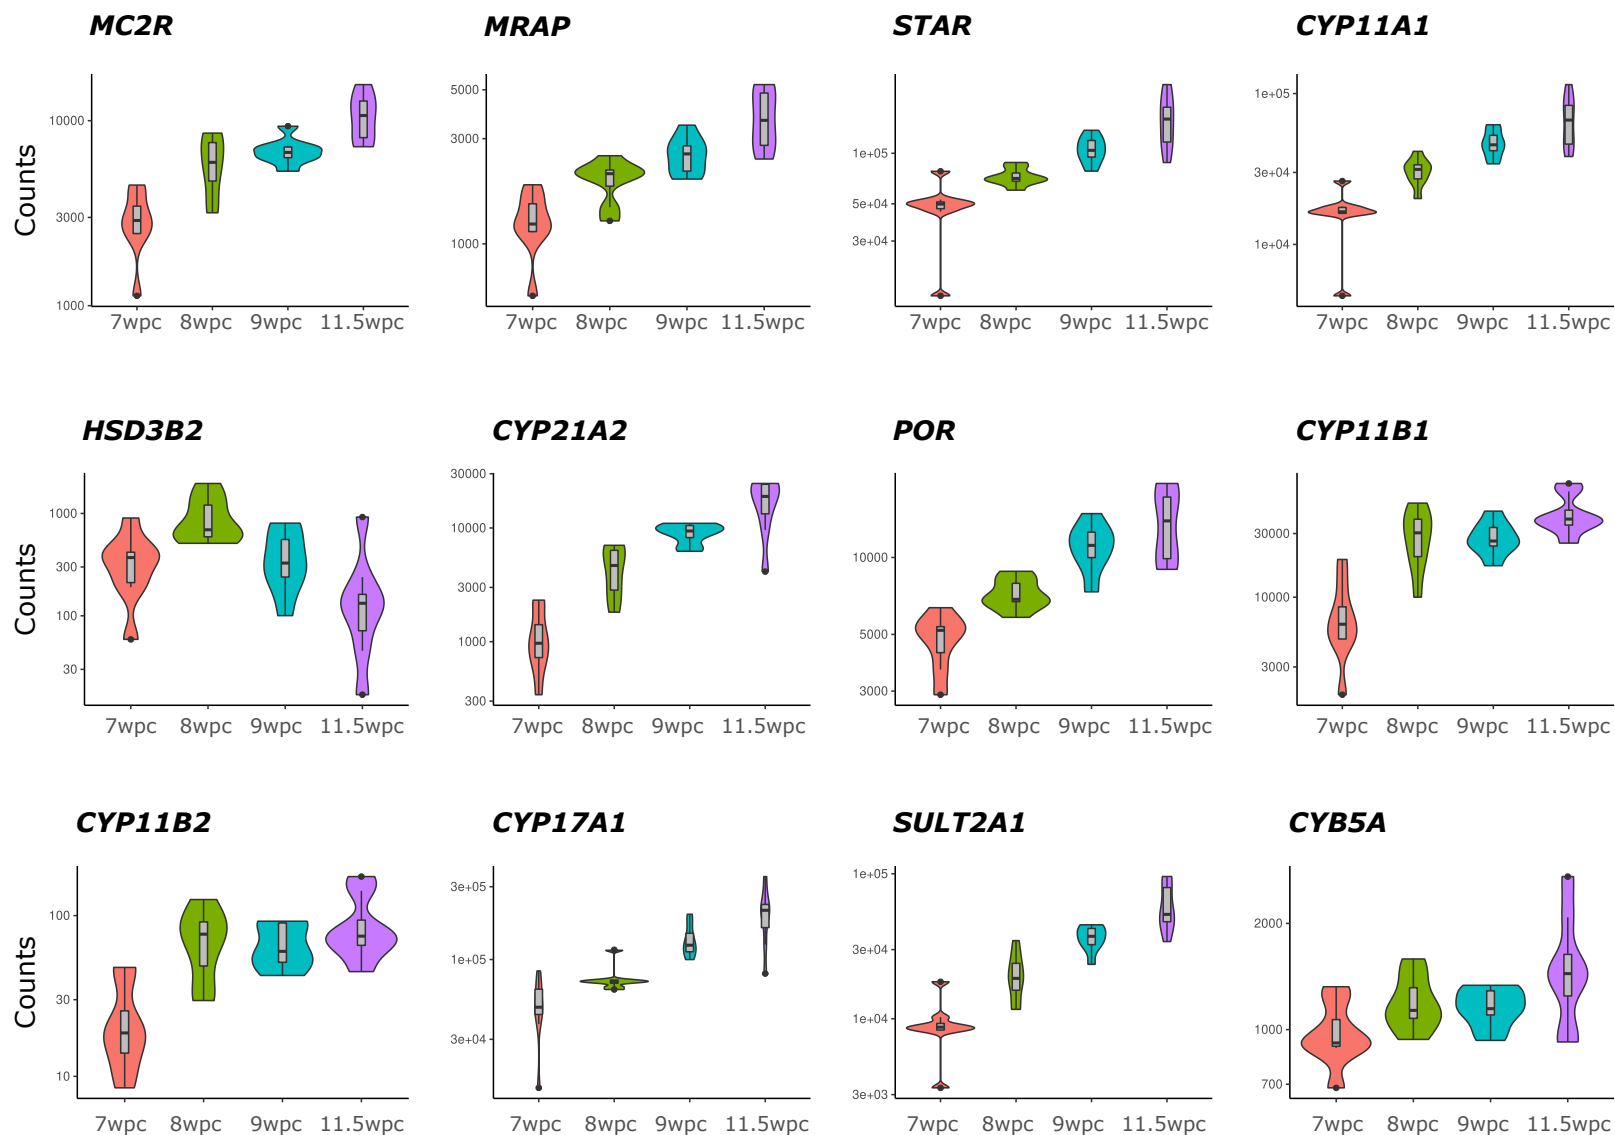 MC2R MRAP STAR CYP11A1
Counts
10000
3000
1000
7wpc 8wpc 9wpc 11.5wpc
5000
3000
1000
7wpc 8wpc 9wpc 11.5wpc
1e+05
5e+04
3e+04
7wpc 8wpc 9wpc 11.5wpc
1e+05
3e+04
1e+04
7wpc 8wpc 9wpc 11.5wpc
HSD3B2 CYP21A2 POR CYP11B1
Counts
1000
300
100
30
7wpc 8wpc 9wpc 11.5wpc
30000
10000
3000
1000
300
7wpc 8wpc 9wpc 11.5wpc
10000
5000
3000
7wpc 8wpc 9wpc 11.5wpc
30000
10000
3000
7wpc 8wpc 9wpc 11.5wpc
CYP11B2 CYP17A1 SULT2A1 CYB5A
Counts
100
30
10
7wpc 8wpc 9wpc 11.5wpc
3e+05
1e+05
3e+04
7wpc 8wpc 9wpc 11.5wpc
1e+05
3e+04
1e+04
3e+03
7wpc 8wpc 9wpc 11.5wpc
2000
1000
700
7wpc 8wpc 9wpc 11.5wpc